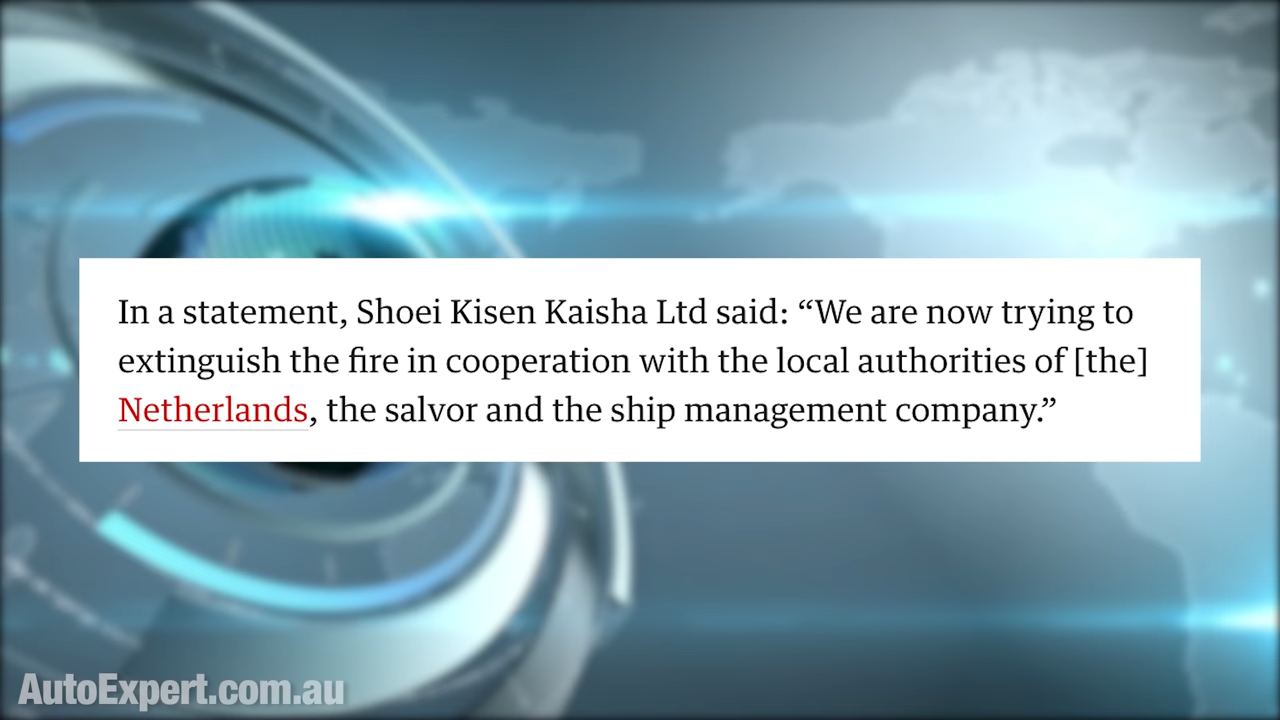 In a statement, Shoei Kisen Kaisha Ltd said: “We are now trying to
extinguish the fire in cooperation with the local authorities of [the]
Netherlands, the salvor and the ship management company.”
AutoExpert.com.au